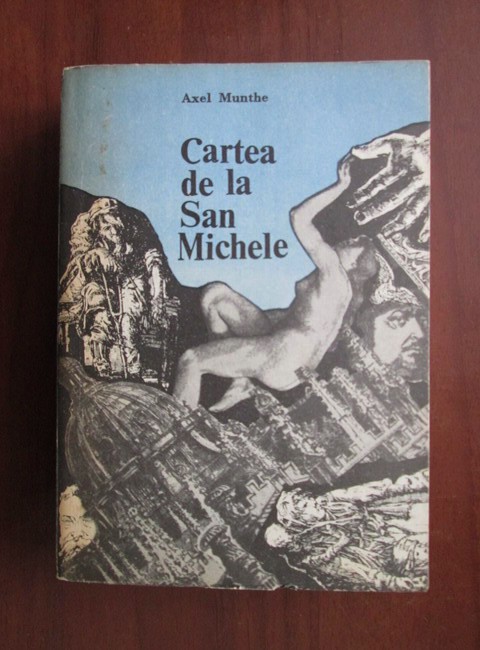 Axel Munthe
Cartea
de la
San
Michele